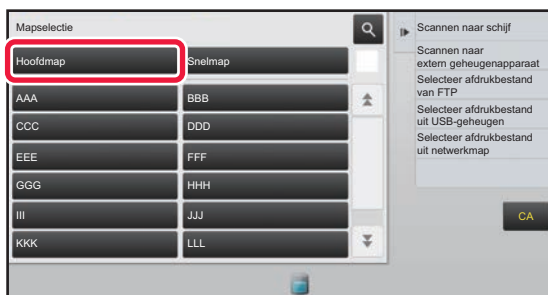 Mapselectie
Hoofdmap
Snelmap
AAA
BBB
CCC
DDD
EEE
FFF
GGG
HHH
III
JJJ
KKK
LLL
Scannen naar schijf
Scannen naar
extern geheugenapparaat
Selecteer afdrukbestand
van FTP
Selecteer afdrukbestand
uit USB-geheugen
Selecteer afdrukbestand
uit netwerkmap
CA